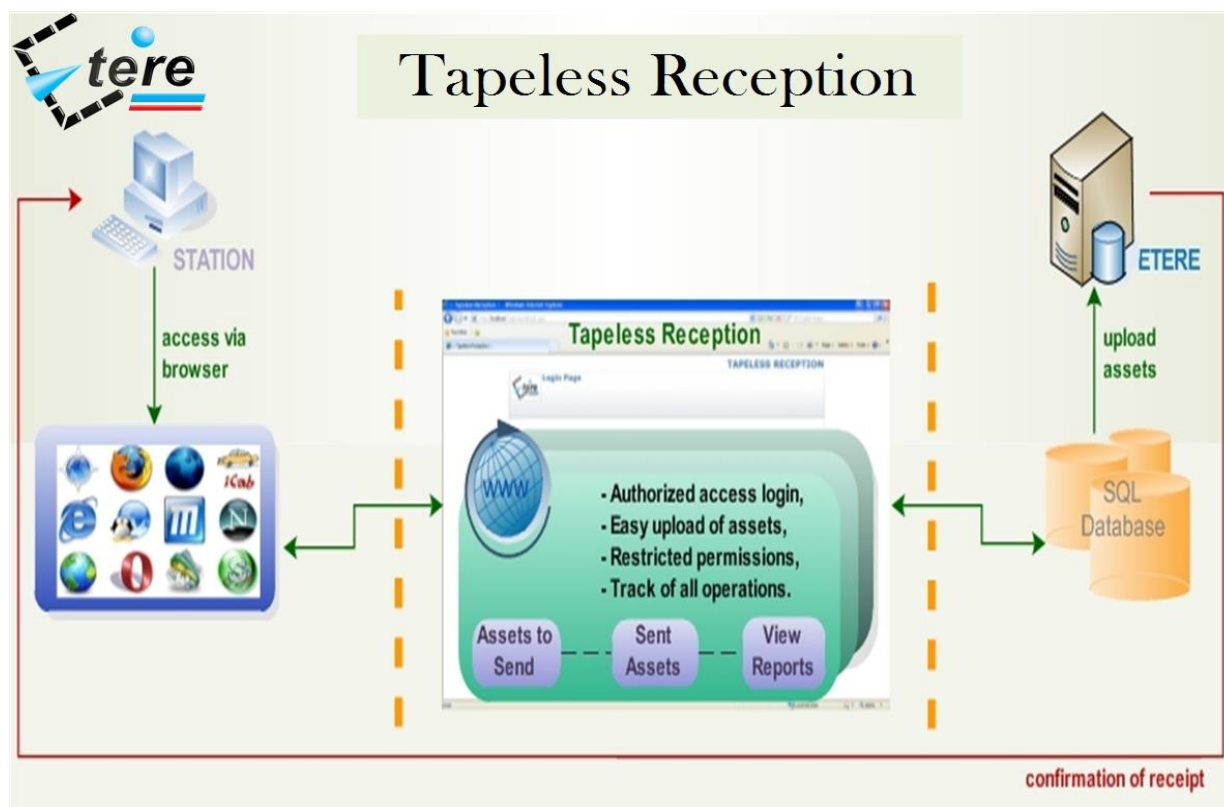 Etere
Tapeless Reception
STATION
ETERE
access via
browser
upload
assets
Tapeless Reception
TAPELESS RECEPTION
Login Page
Etere
iCab
WWW
- Authorized access login,
- Easy upload of assets,
- Restricted permissions,
- Track of all operations.
Assets to
Send
Sent
Assets
View
Reports
SQL
Database
confirmation of receipt